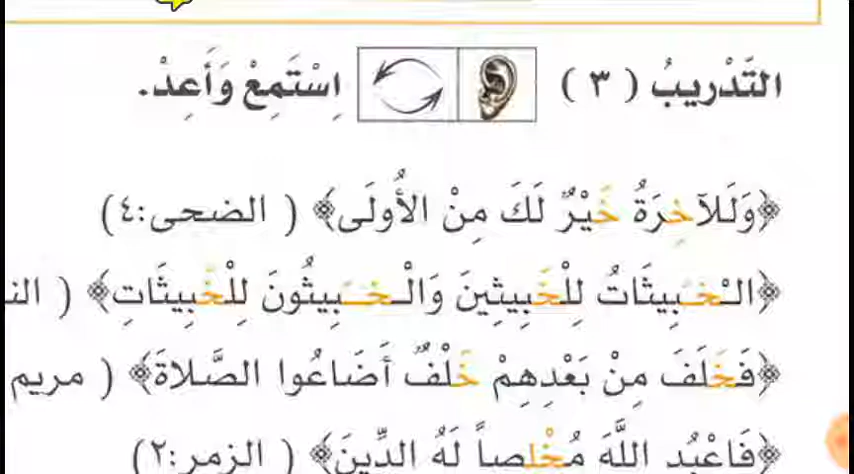 التَّدْرِيبُ ( ٣ ) اِسْتَمِعْ وَأَعِدْ.
﴿وَلَلآخِرَةُ خَيْرٌ لَكَ مِنْ الأُولَى﴾ ( الضحى:٤)
﴿الْخَبِيثَاتُ لِلْخَبِيثِينَ وَالْخَبِيثُونَ لِلْخَبِيثَاتِ﴾ (
﴿فَخَلَفَ مِنْ بَعْدِهِمْ خَلْفٌ أَضَاعُوا الصَّلاةَ﴾ ( مريم
﴿فَاعْبُدِ اللَّهَ مُخْلِصاً لَهُ الدِّينَ﴾ ( الزمر:٢)